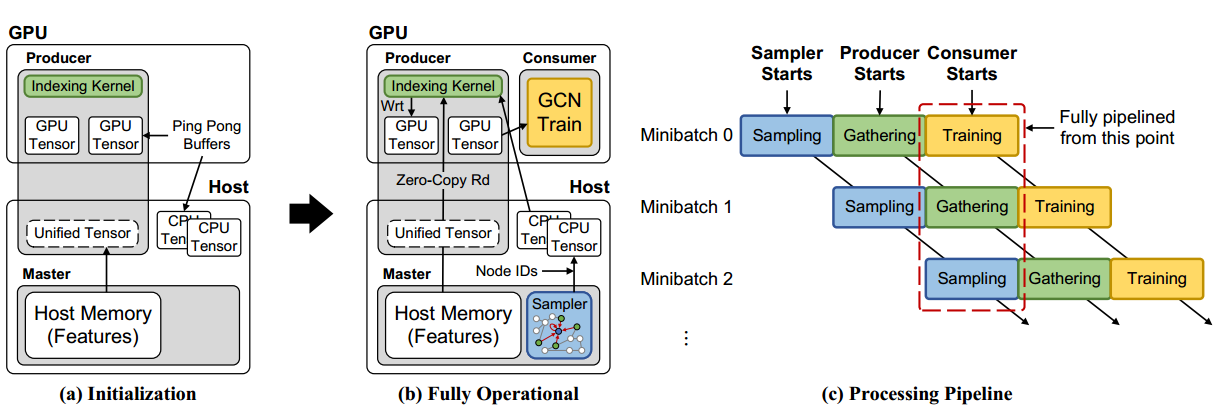 GPU
Producer
Indexing Kernel
GPU
Tensor
GPU
Tensor
Ping Pong
Buffers
Host
CPU
Tensor
CPU
Tensor
Unified Tensor
Master
Host Memory
(Features)
(a) Initialization
GPU
Producer
Consumer
Indexing Kernel
Wrt
GPU
Tensor
GPU
Tensor
GCN
Train
Zero-Copy Rd
Host
CPU
Tensor
CPU
Tensor
Unified Tensor
Node IDs
Master
Host Memory
(Features)
Sampler
(b) Fully Operational
Sampler
Starts
Producer
Starts
Consumer
Starts
Fully pipelined
from this point
Minibatch 0
Sampling
Gathering
Training
Minibatch 1
Sampling
Gathering
Training
Minibatch 2
Sampling
Gathering
Training
⋮
(c) Processing Pipeline